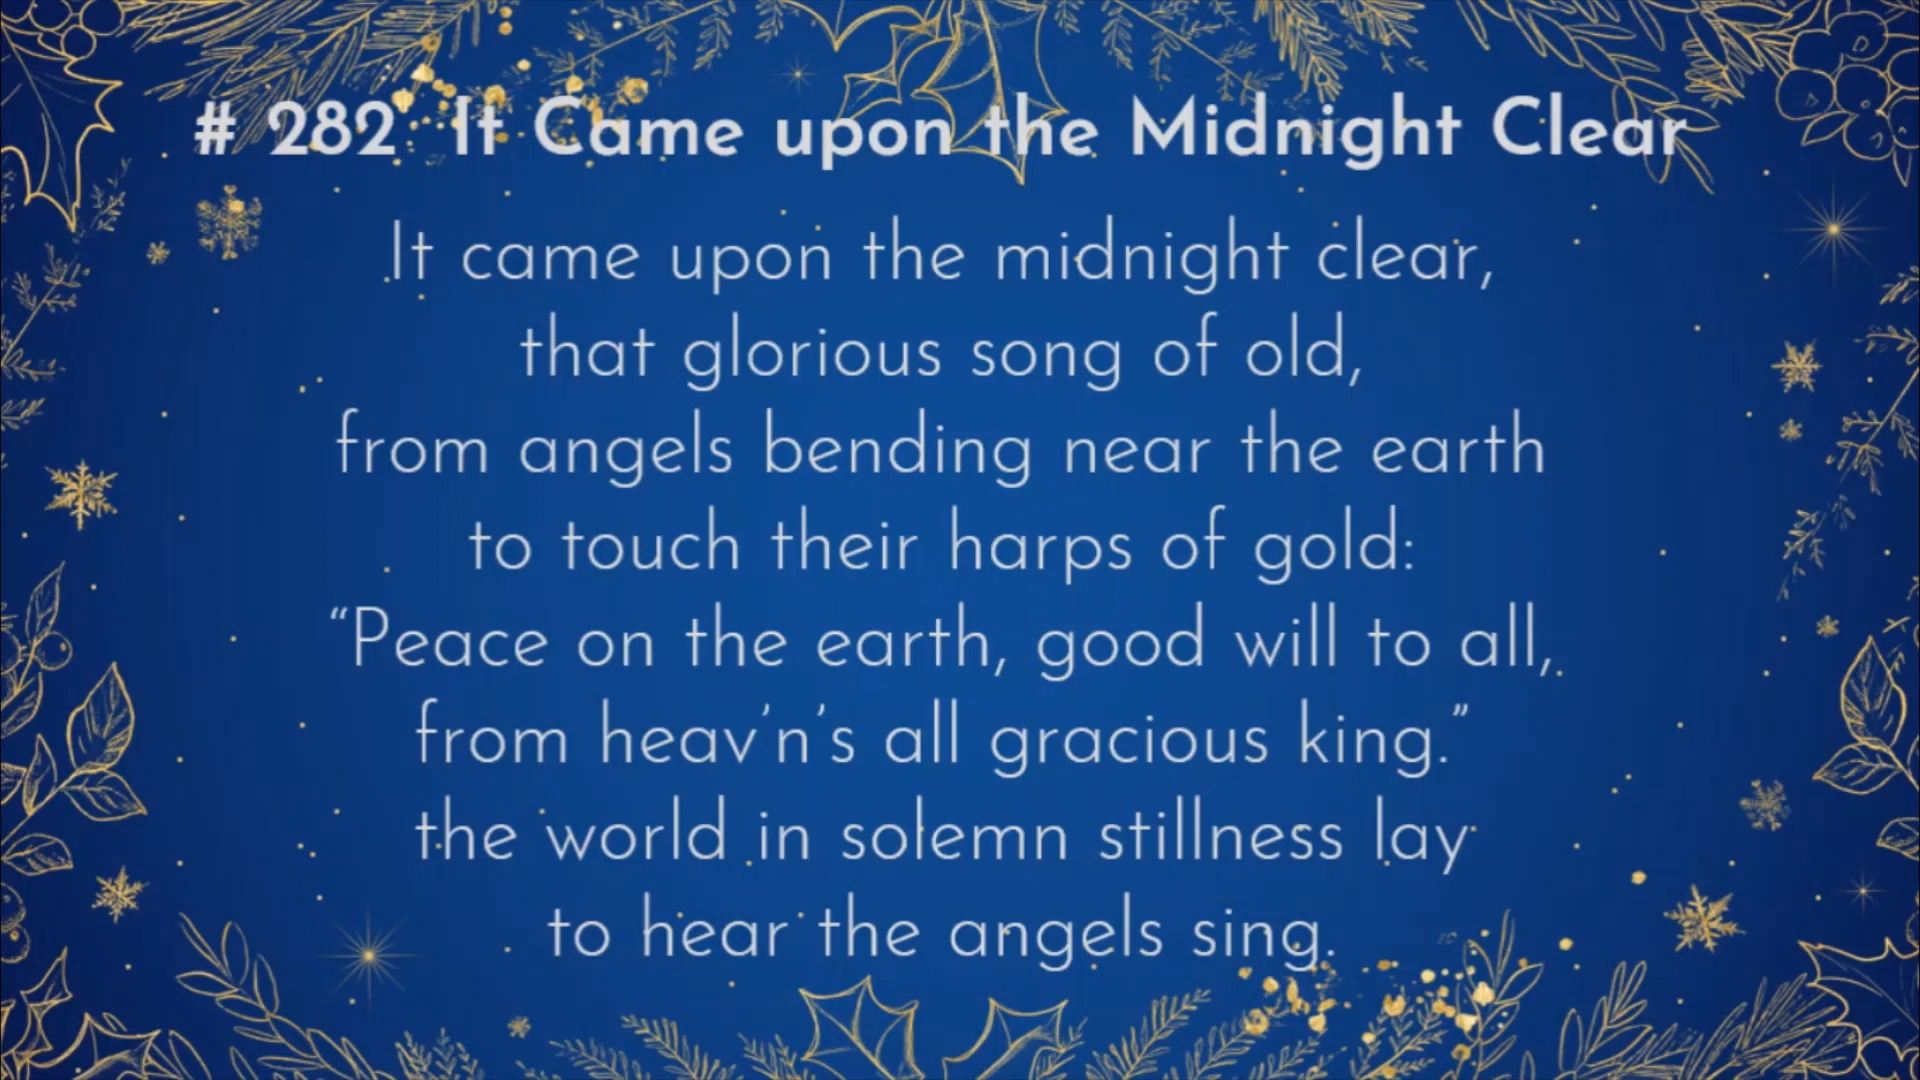 # 282 It Came upon the Midnight Clear
It came upon the midnight clear,
that glorious song of old,
from angels bending near the earth
to touch their harps of gold:
“Peace on the earth, good will to all,
from heav’n’s all gracious king.”
the world in solemn stillness lay
to hear the angels sing.